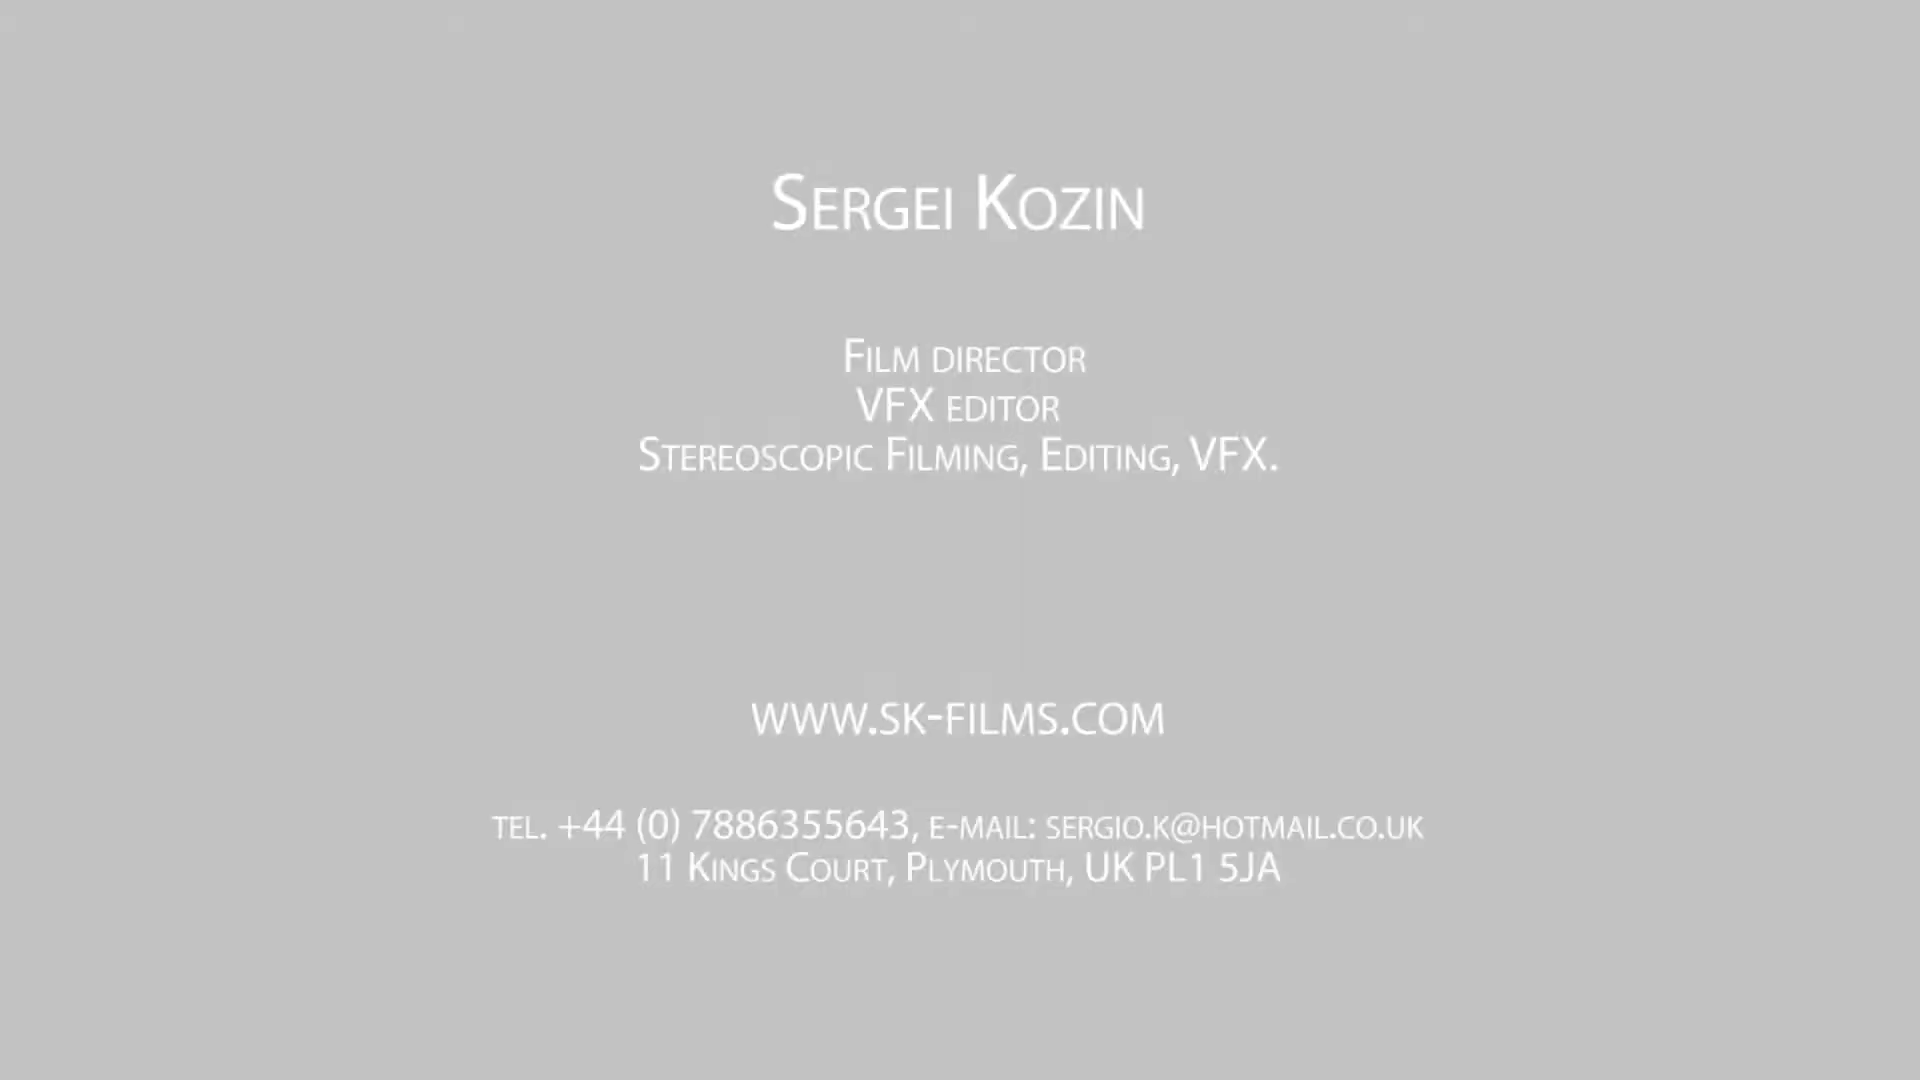 Sergei Kozin
Film director
VFX editor
Stereoscopic Filming, Editing, VFX.
www.sk-films.com
tel. +44 (0) 7886355643, e-mail: sergio.k@hotmail.co.uk
11 Kings Court, Plymouth, UK PL1 5JA